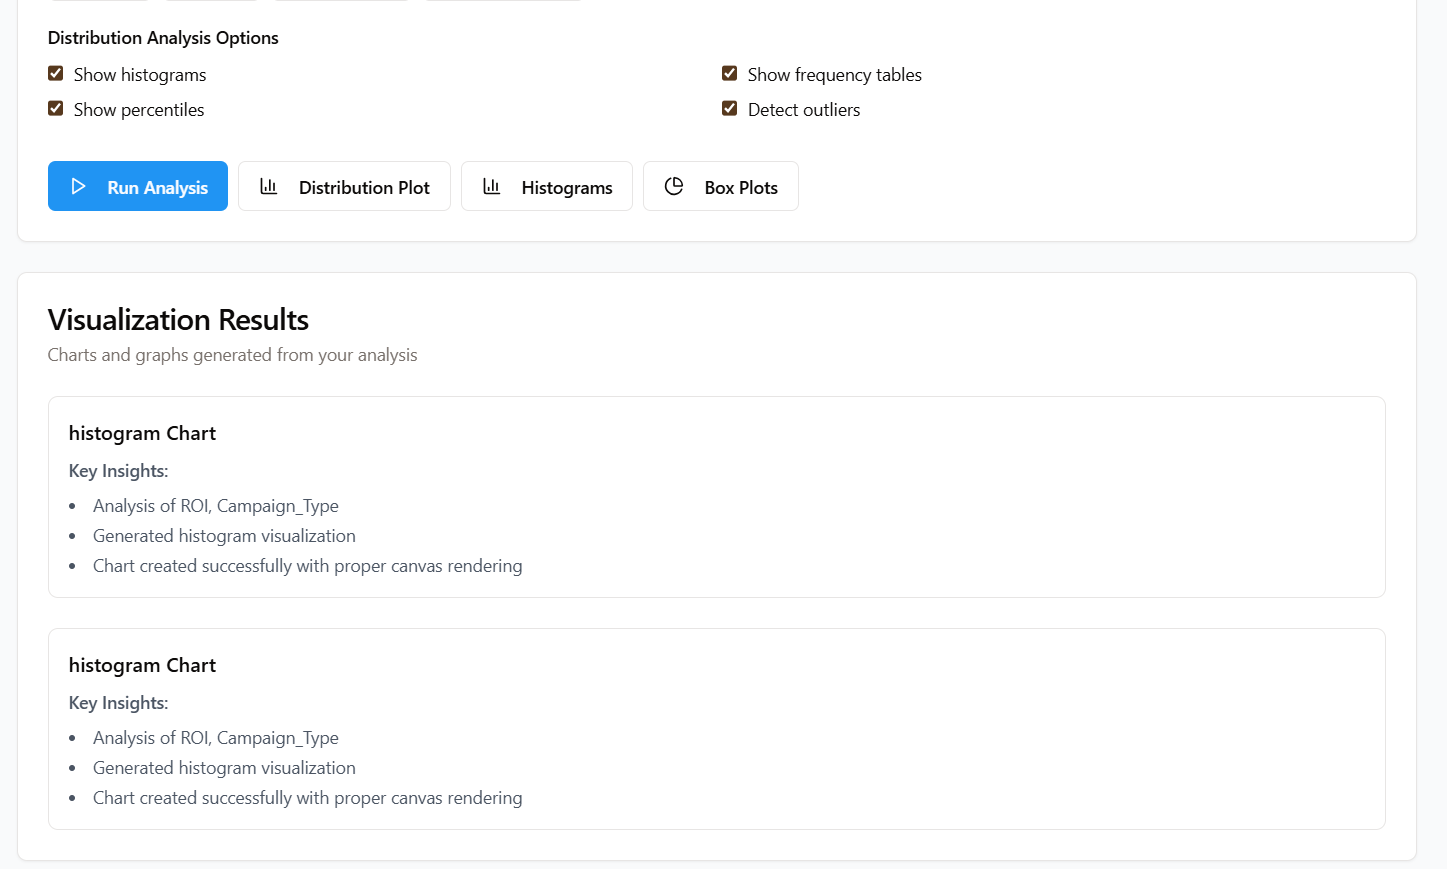 Distribution Analysis Options
Show histograms
Show frequency tables
Show percentiles
Detect outliers
Run Analysis
Distribution Plot
Histograms
Box Plots
Visualization Results
Charts and graphs generated from your analysis
histogram Chart
Key Insights:
Analysis of ROI, Campaign_Type
Generated histogram visualization
Chart created successfully with proper canvas rendering
histogram Chart
Key Insights:
Analysis of ROI, Campaign_Type
Generated histogram visualization
Chart created successfully with proper canvas rendering